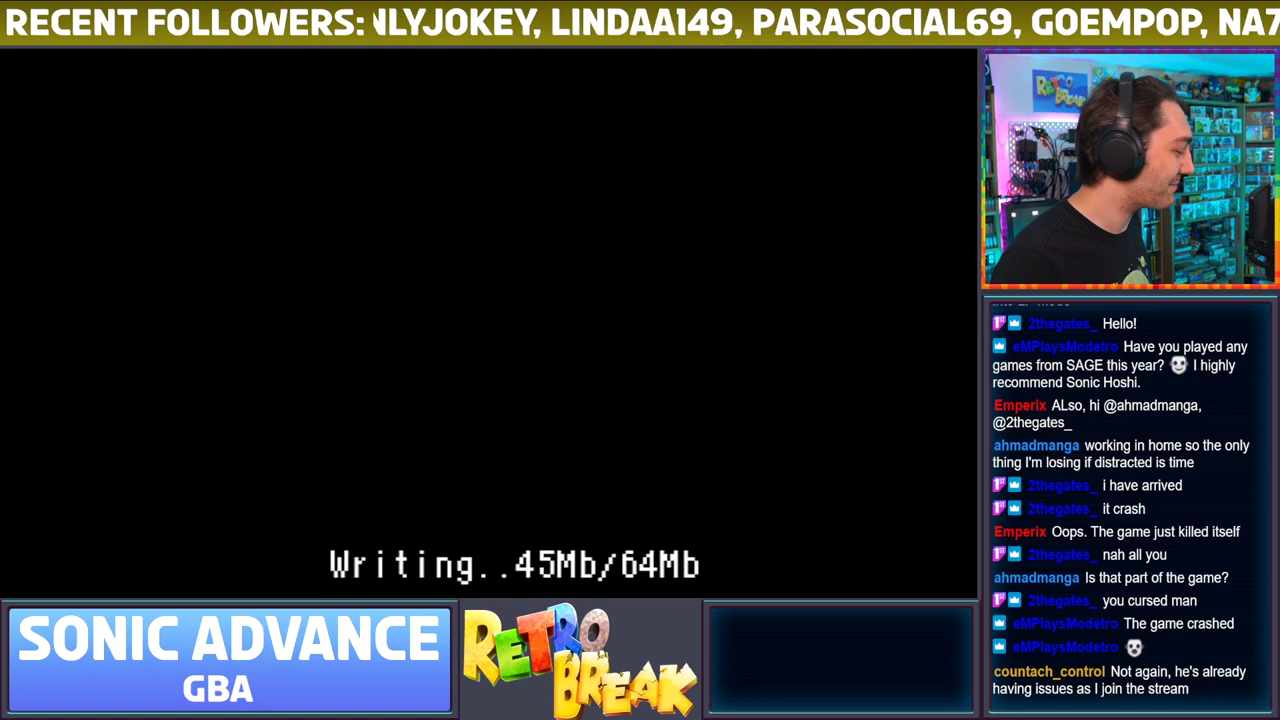 RECENT FOLLOWERS: NLYJOKEY, LINDAA149, PARASOCIAL69, GOEMPOP, NA7
RETRO
BREAK
2thegates_ Hello!
eMPlaysModetro Have you played any
games from SAGE this year? I highly
recommend Sonic Hoshi.
Emperix ALso, hi @ahmadmanga,
@2thegates_
ahmadmanga working in home so the only
thing I'm losing if distracted is time
2thegates_ i have arrived
2thegates_ it crash
Emperix Oops. The game just killed itself
2thegates_ nah all you
ahmadmanga Is that part of the game?
2thegates_ you cursed man
eMPlaysModetro The game crashed
eMPlaysModetro
countach_control Not again, he's already
having issues as I join the stream
Writing..45Mb/64Mb
SONIC ADVANCE
GBA
RETRO
BREAK